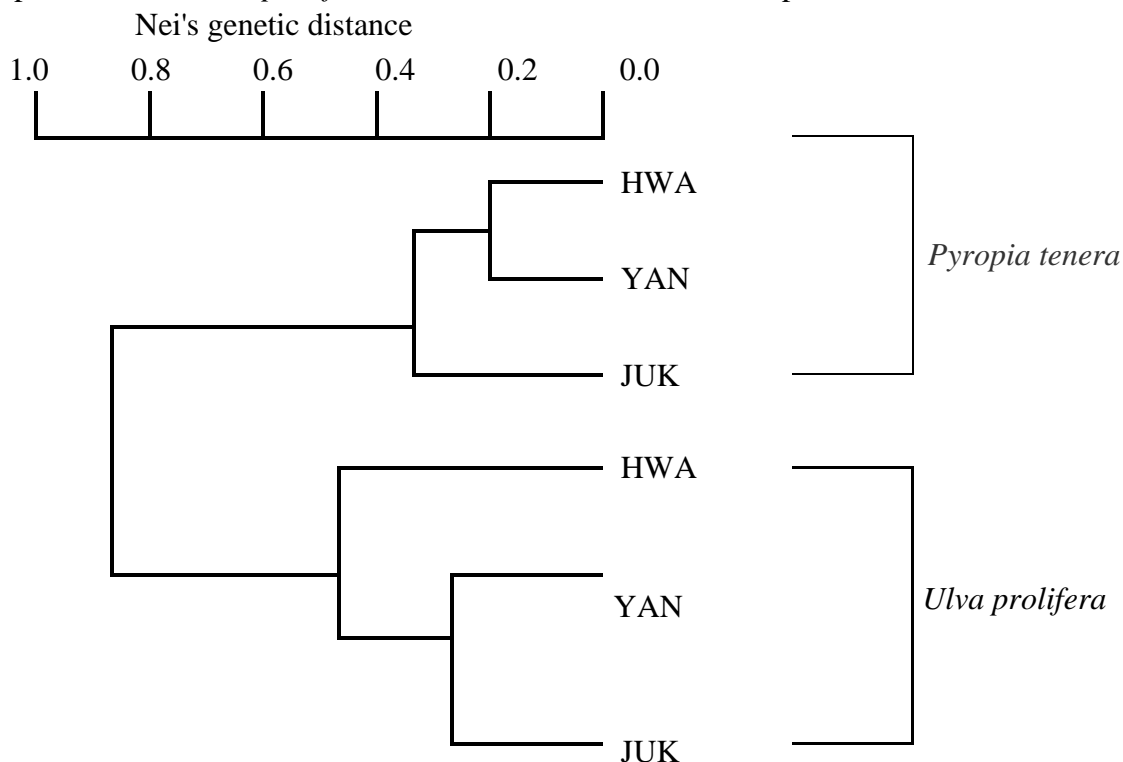 Nei's genetic distance
1.0 0.8 0.6 0.4 0.2 0.0
HWA
Pyropia tenera
YAN
JUK
HWA
YAN
Ulva prolifera
JUK